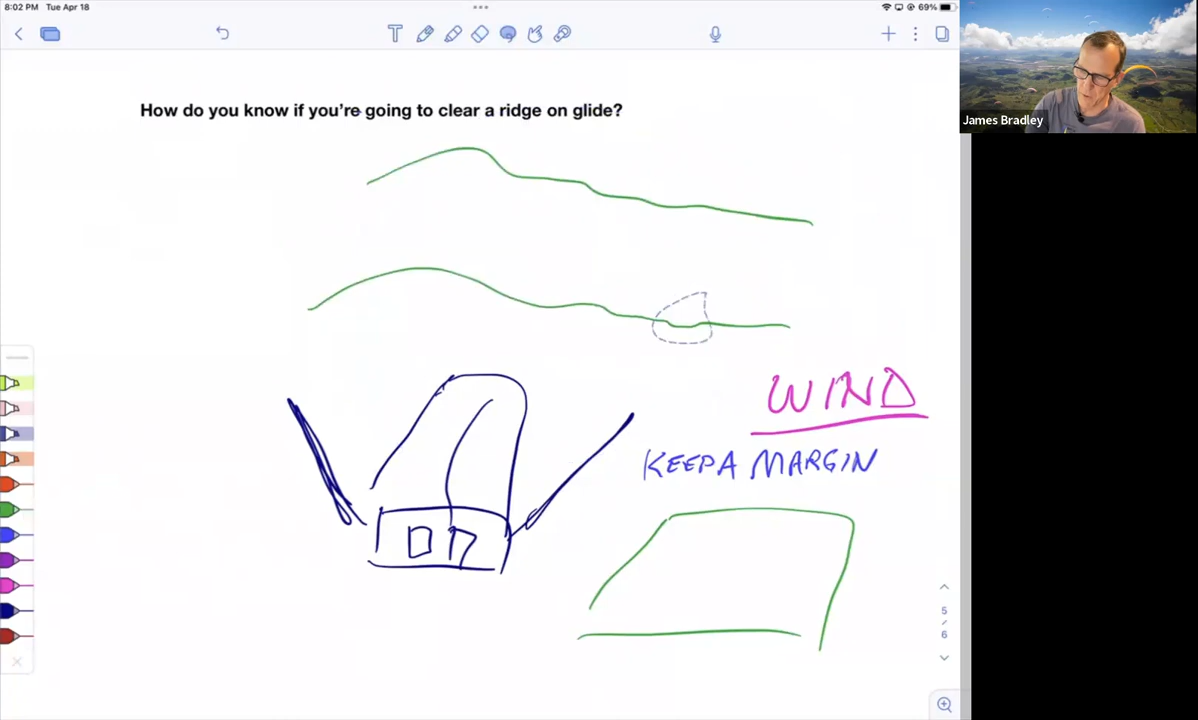 8:02 PM Tue Apr 18
69%
James Bradley
How do you know if you're going to clear a ridge on glide?
WIND
KEEP A MARGIN
5
/
6